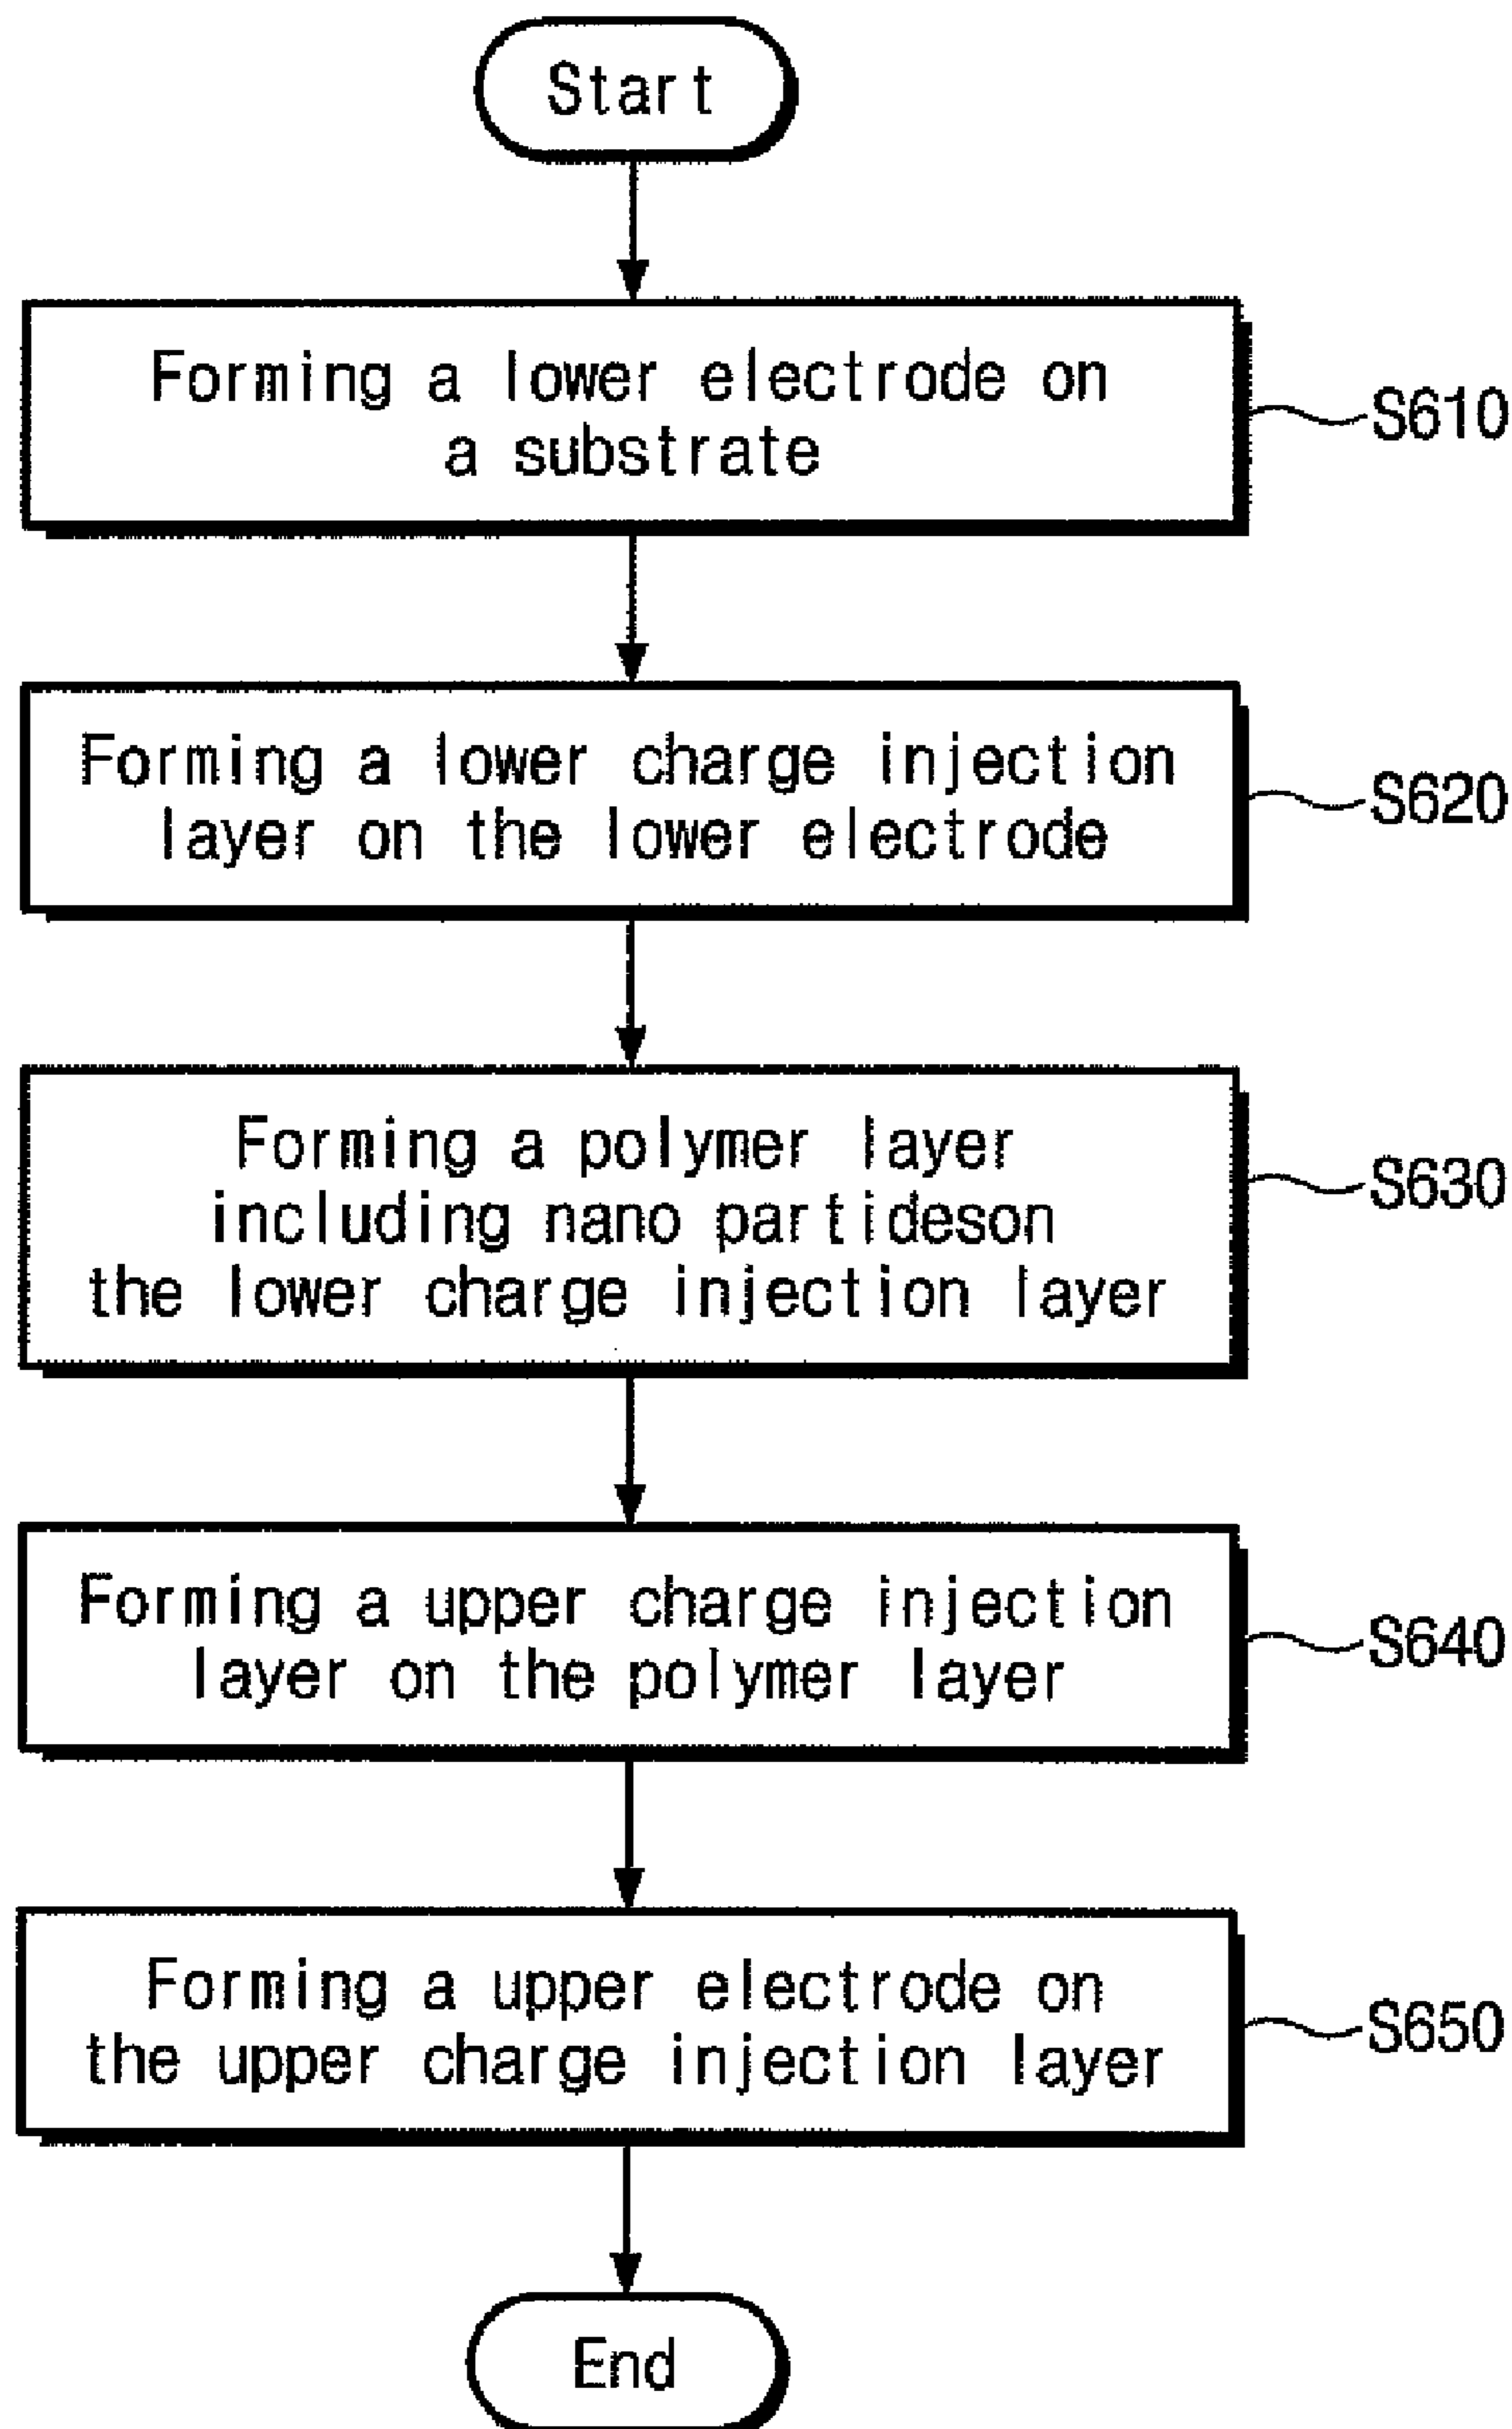 Start
Forming a lower electrode on
a substrate
S610
Forming a lower charge injection
layer on the lower electrode
S620
Forming a polymer layer
including nano partideson
the lower charge injection layer
S630
Forming a upper charge injection
layer on the polymer layer
S640
Forming a upper electrode on
the upper charge injection layer
S650
End